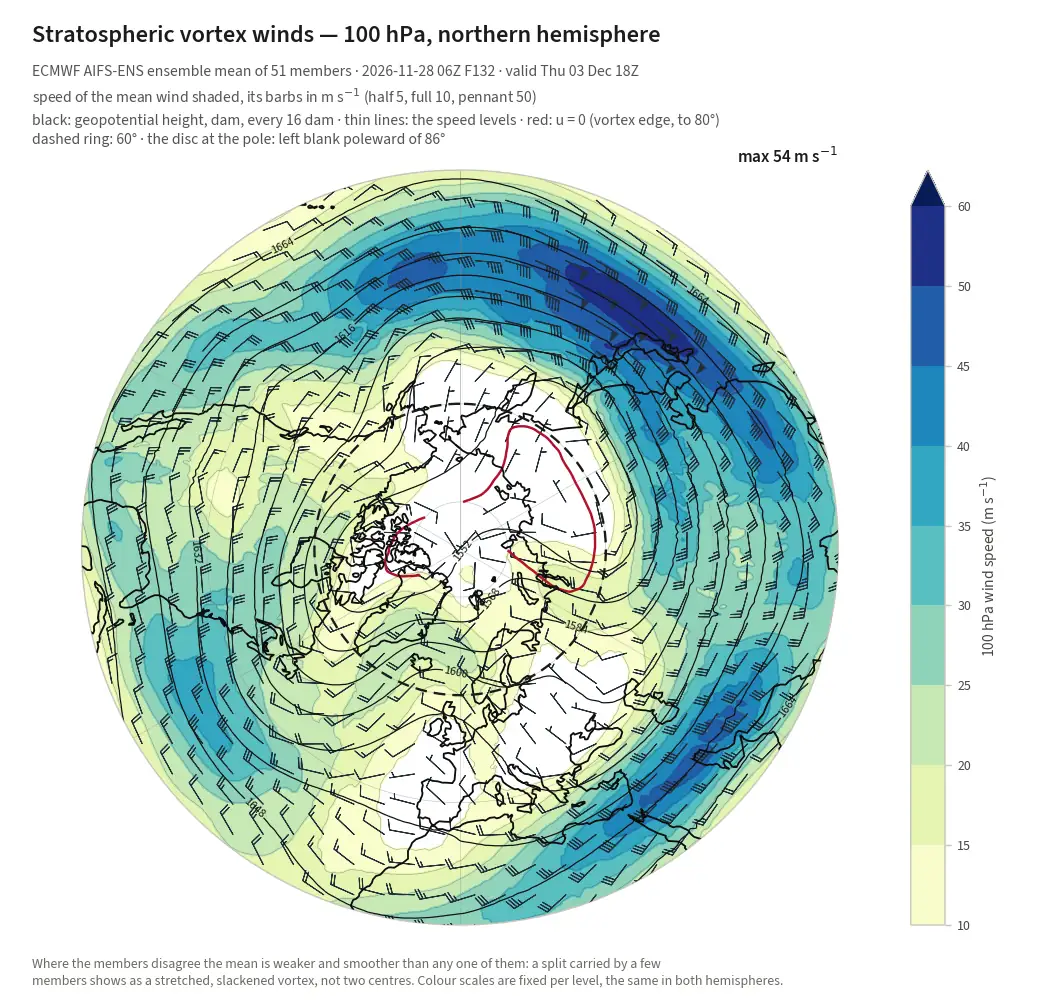 Stratospheric vortex winds — 100 hPa, northern hemisphere
ECMWF AIFS-ENS ensemble mean of 51 members · 2026-11-28 06Z F132 · valid Thu 03 Dec 18Z
speed of the mean wind shaded, its barbs in m s⁻¹ (half 5, full 10, pennant 50)
black: geopotential height, dam, every 16 dam · thin lines: the speed levels · red: u = 0 (vortex edge, to 80°)
dashed ring: 60° · the disc at the pole: left blank poleward of 86°
max 54 m s⁻¹
1664
1664
1616
1552
1632
1568
1584
1600
1648
60
50
45
40
35
30
25
20
15
10
100 hPa wind speed (m s⁻¹)
Where the members disagree the mean is weaker and smoother than any one of them: a split carried by a few
members shows as a stretched, slackened vortex, not two centres. Colour scales are fixed per level, the same in both hemispheres.